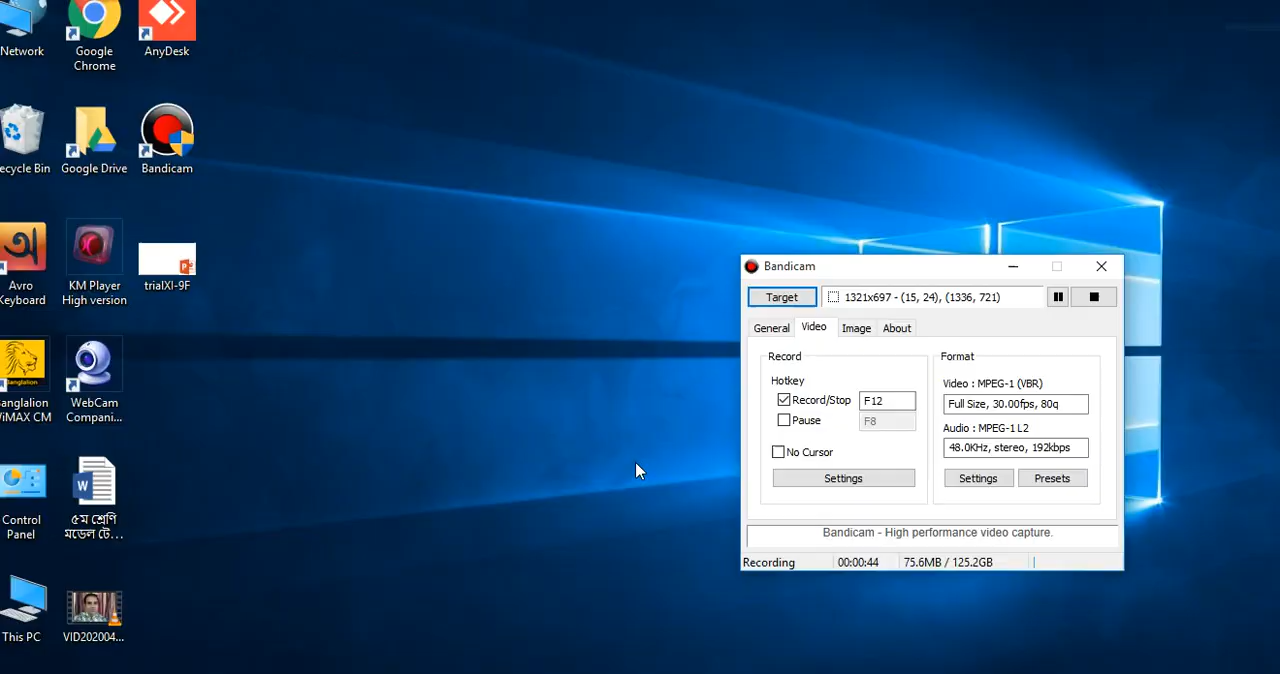 Network
Google
Chrome
AnyDesk
ecycle Bin
Google Drive
Bandicam
অ
Avro
Keyboard
KM Player
High version
trialXI-9F
anglalion
WiMAX CM
WebCam
Compani...
Control
Panel
৫ম শ্রেণি
মডেল টে...
This PC
VID202004...
Bandicam
Target
1321x697 - (15, 24), (1336, 721)
General
Video
Image
About
Record
Hotkey
Record/Stop
F12
Pause
F8
No Cursor
Settings
Format
Video : MPEG-1 (VBR)
Full Size, 30.00fps, 80q
Audio : MPEG-1 L2
48.0KHz, stereo, 192kbps
Settings
Presets
Bandicam - High performance video capture.
Recording
00:00:44
75.6MB / 125.2GB